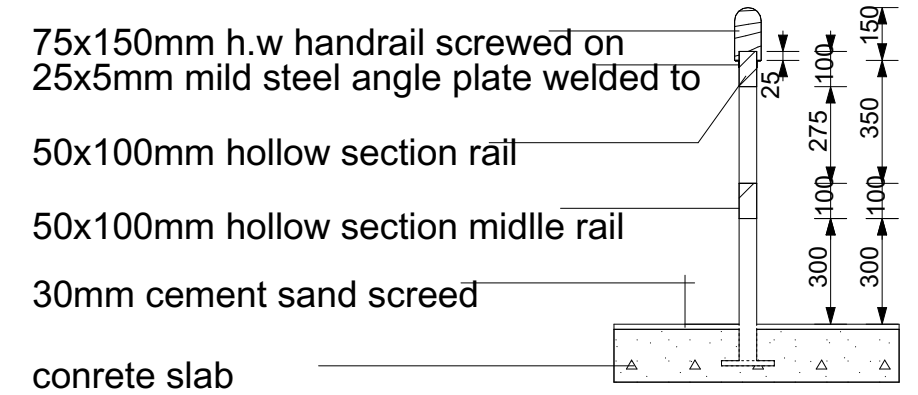 75x150mm h.w handrail screwed on
25x5mm mild steel angle plate welded to
50x100mm hollow section rail
50x100mm hollow section midlle rail
30mm cement sand screed
conrete slab
25
100
275
100
300
150
350
100
300